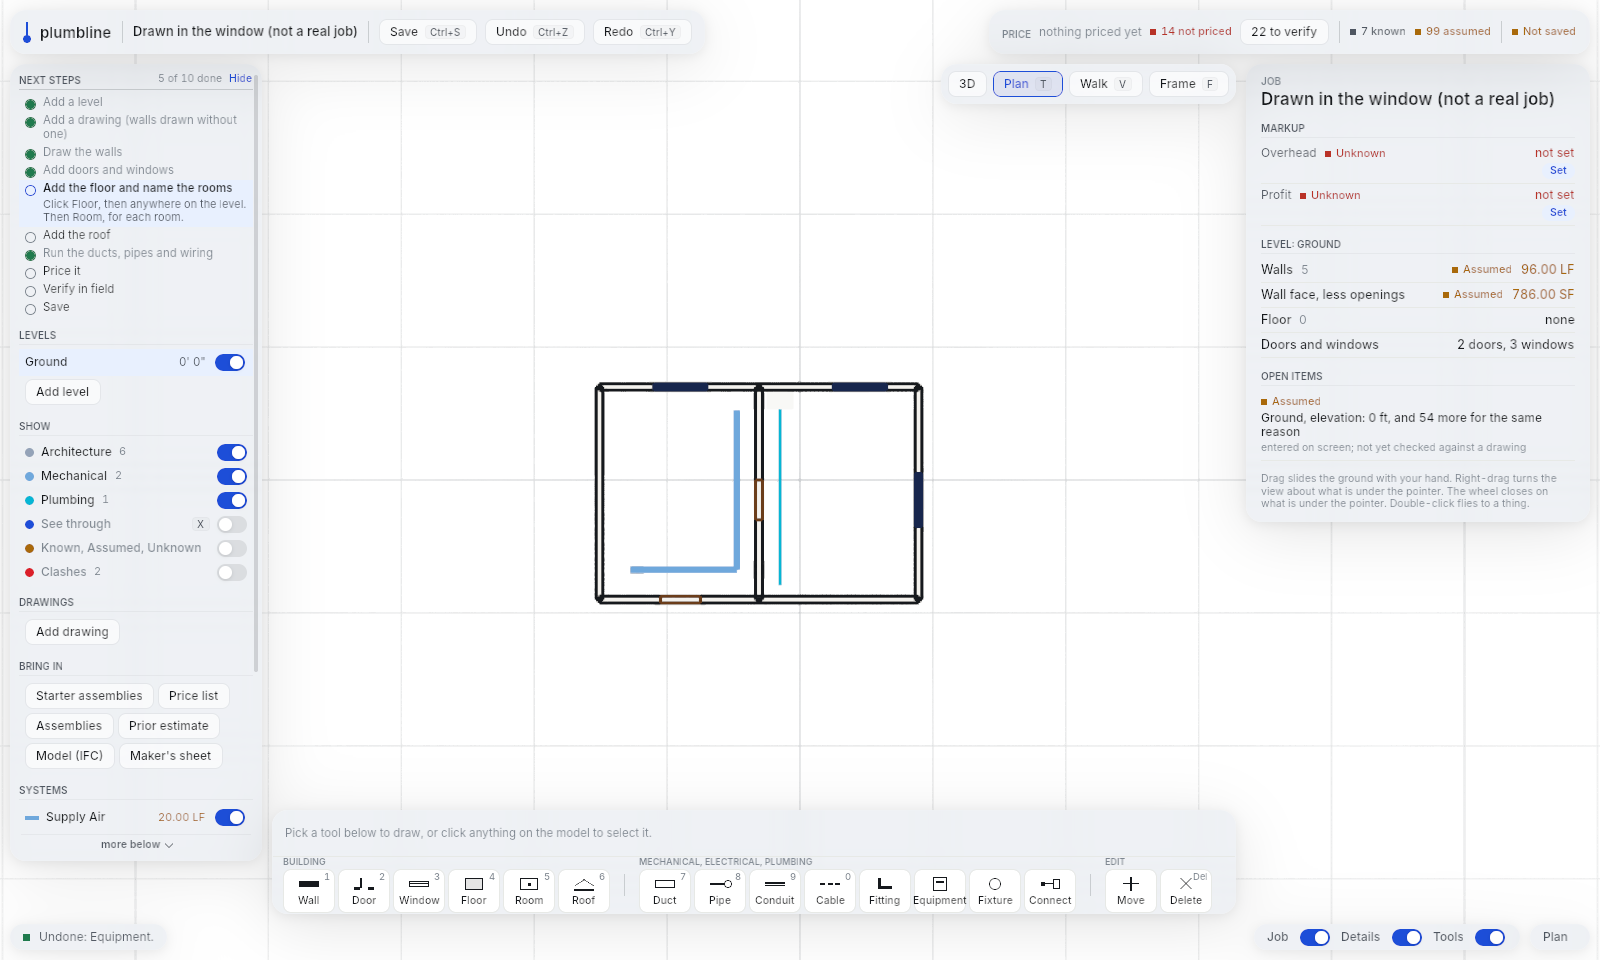 plumbline
Drawn in the window (not a real job)
Save Ctrl+S
Undo Ctrl+Z
Redo Ctrl+Y
PRICE nothing priced yet 14 not priced 22 to verify 7 known 99 assumed Not saved
3D
Plan T
Walk V
Frame F
NEXT STEPS 5 of 10 done Hide
Add a level
Add a drawing (walls drawn without
one)
Draw the walls
Add doors and windows
Add the floor and name the rooms
Click Floor, then anywhere on the level.
Then Room, for each room.
Add the roof
Run the ducts, pipes and wiring
Price it
Verify in field
Save
LEVELS
Ground 0' 0"
Add level
SHOW
Architecture 6
Mechanical 2
Plumbing 1
See through X
Known, Assumed, Unknown
Clashes 2
DRAWINGS
Add drawing
BRING IN
Starter assemblies Price list
Assemblies Prior estimate
Model (IFC) Maker's sheet
SYSTEMS
Supply Air 20.00 LF
more below
Undone: Equipment.
Pick a tool below to draw, or click anything on the model to select it.
BUILDING
1 Wall
2 Door
3 Window
4 Floor
5 Room
6 Roof
MECHANICAL, ELECTRICAL, PLUMBING
7 Duct
8 Pipe
9 Conduit
0 Cable
Fitting
Equipment
Fixture
Connect
EDIT
Move
Del Delete
JOB
Drawn in the window (not a real job)
MARKUP
Overhead Unknown not set
Set
Profit Unknown not set
Set
LEVEL: GROUND
Walls 5 Assumed 96.00 LF
Wall face, less openings Assumed 786.00 SF
Floor 0 none
Doors and windows 2 doors, 3 windows
OPEN ITEMS
Assumed
Ground, elevation: 0 ft, and 54 more for the same
reason
entered on screen; not yet checked against a drawing
Drag slides the ground with your hand. Right-drag turns the
view about what is under the pointer. The wheel closes on
what is under the pointer. Double-click flies to a thing.
Job Details Tools Plan